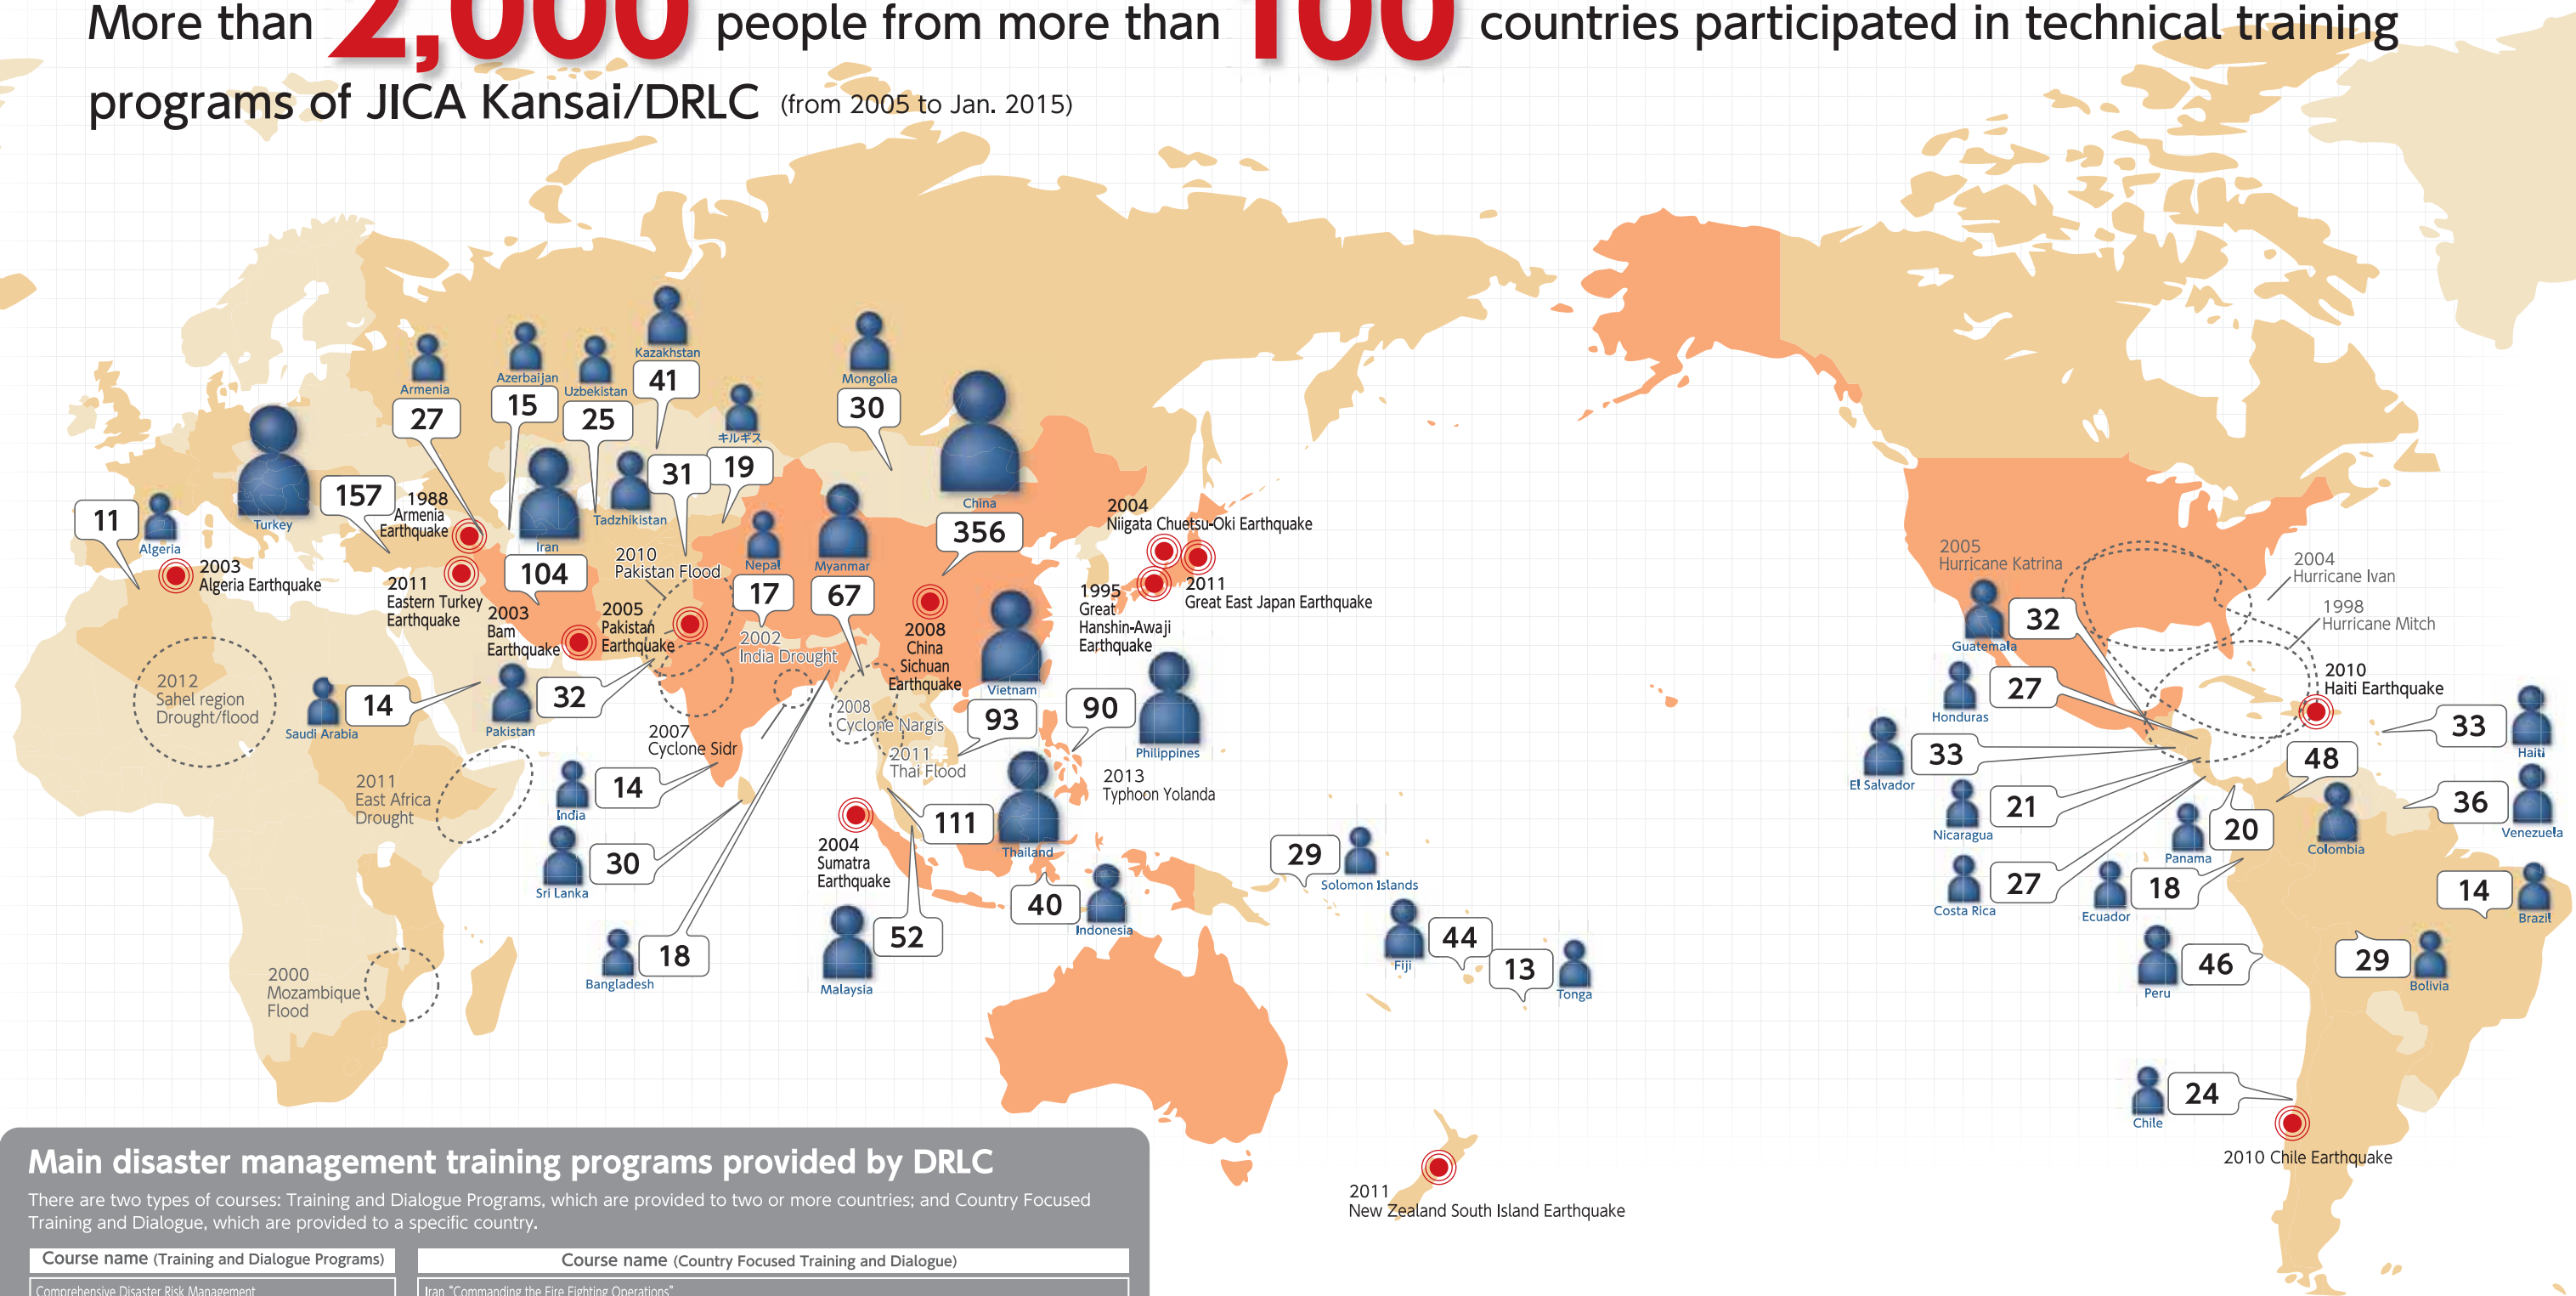 More than 2,000 people from more than 100 countries participated in technical training
programs of JICA Kansai/DRLC (from 2005 to Jan. 2015)
Kazakhstan
41
Armenia
27
Azerbaijan
15
Uzbekistan
25
キルギス
19
Mongolia
30
China
356
Turkey
157
11
Algeria
2003
Algeria Earthquake
1988
Armenia
Earthquake
2011
Eastern Turkey
Earthquake
Iran
104
Tadzhikistan
31
2003
Bam
Earthquake
2010
Pakistan Flood
2005
Pakistan
Earthquake
Nepal
17
Myanmar
67
2002
India Drought
2008
China
Sichuan
Earthquake
2004
Niigata Chuetsu-Oki Earthquake
1995
Great
Hanshin-Awaji
Earthquake
2011
Great East Japan Earthquake
Vietnam
93
90
Philippines
2013
Typhoon Yolanda
2012
Sahel region
Drought/flood
Saudi Arabia
14
Pakistan
32
2007
Cyclone Sidr
2008
Cyclone Nargis
2011
Thai Flood
2011
East Africa
Drought
India
14
Sri Lanka
30
Bangladesh
18
2004
Sumatra
Earthquake
111
Thailand
Malaysia
52
40
Indonesia
2000
Mozambique
Flood
29
Solomon Islands
Fiji
44
13
Tonga
2011
New Zealand South Island Earthquake
2005
Hurricane Katrina
2004
Hurricane Ivan
1998
Hurricane Mitch
2010
Haiti Earthquake
Guatemala
32
Honduras
27
El Salvador
33
Nicaragua
21
Costa Rica
27
Panama
20
Ecuador
18
48
Colombia
33
Haiti
36
Venezuela
14
Brazil
Peru
46
29
Bolivia
Chile
24
2010 Chile Earthquake
Main disaster management training programs provided by DRLC
There are two types of courses: Training and Dialogue Programs, which are provided to two or more countries; and Country Focused
Training and Dialogue, which are provided to a specific country.
Course name (Training and Dialogue Programs)
Course name (Country Focused Training and Dialogue)
Comprehensive Disaster Risk Management
Iran "Commanding the Fire Fighting Operations"